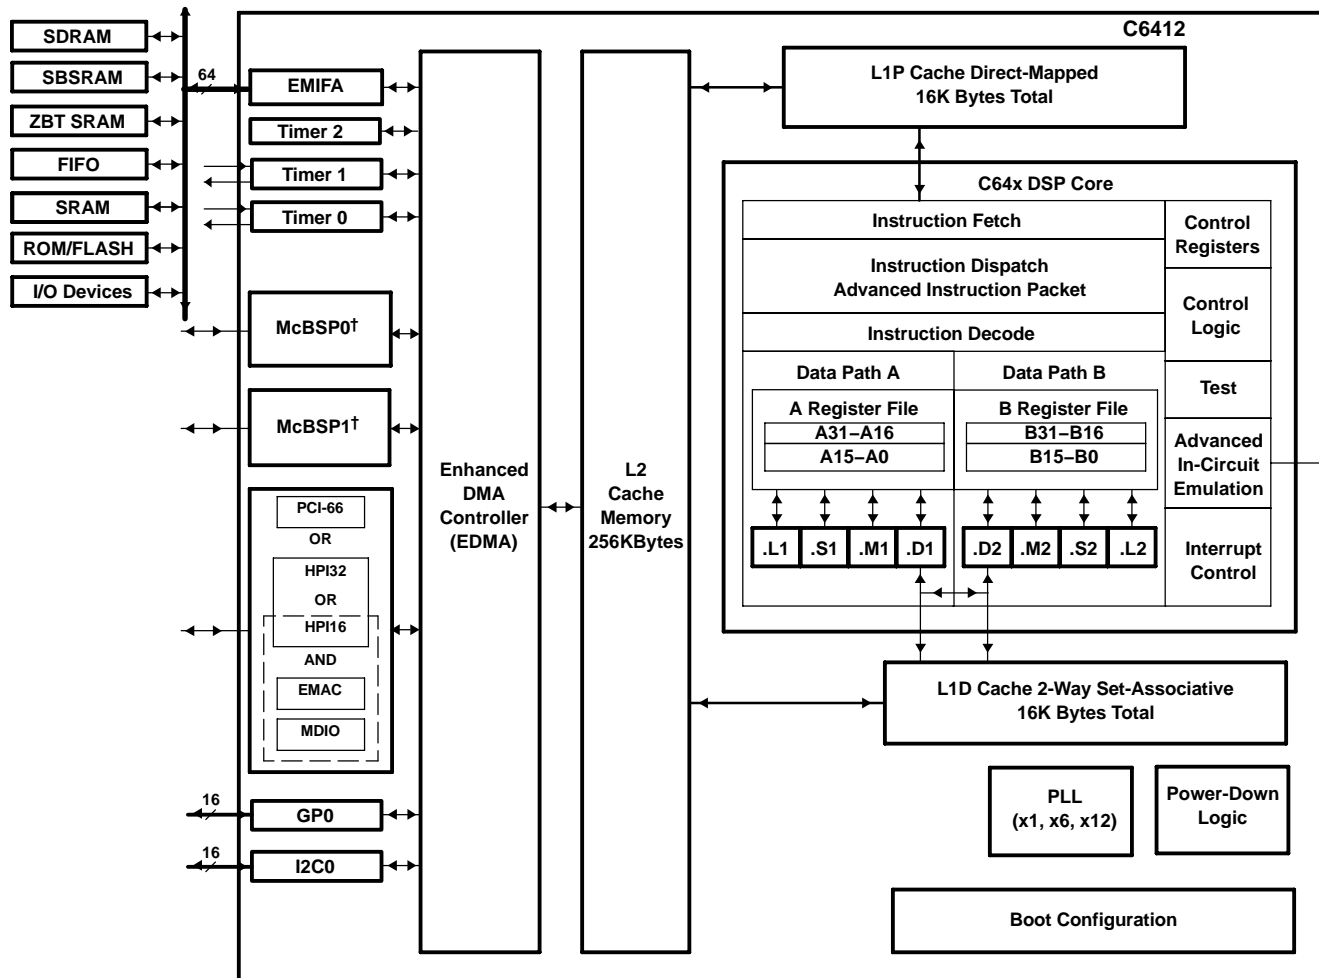 C6412
SDRAM
SBSRAM
ZBT SRAM
FIFO
SRAM
ROM/FLASH
I/O Devices
64
EMIFA
Timer 2
Timer 1
Timer 0
McBSP0†
McBSP1†
PCI-66
OR
HPI32
OR
HPI16
AND
EMAC
MDIO
16
GP0
16
I2C0
Enhanced
DMA
Controller
(EDMA)
L2
Cache
Memory
256KBytes
L1P Cache Direct-Mapped
16K Bytes Total
C64x DSP Core
Instruction Fetch
Instruction Dispatch
Advanced Instruction Packet
Instruction Decode
Data Path A
Data Path B
A Register File
A31–A16
A15–A0
B Register File
B31–B16
B15–B0
.L1
.S1
.M1
.D1
.D2
.M2
.S2
.L2
Control
Registers
Control
Logic
Test
Advanced
In-Circuit
Emulation
Interrupt
Control
L1D Cache 2-Way Set-Associative
16K Bytes Total
PLL
(x1, x6, x12)
Power-Down
Logic
Boot Configuration